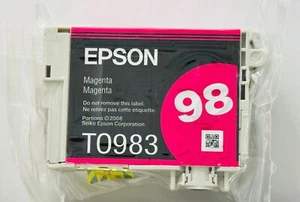 EPSON
Magenta
Magenta
Do not remove this label.
Ne retirez pas cette étiquette.
Portions ©2008
Seiko Epson Corporation
98
T0983